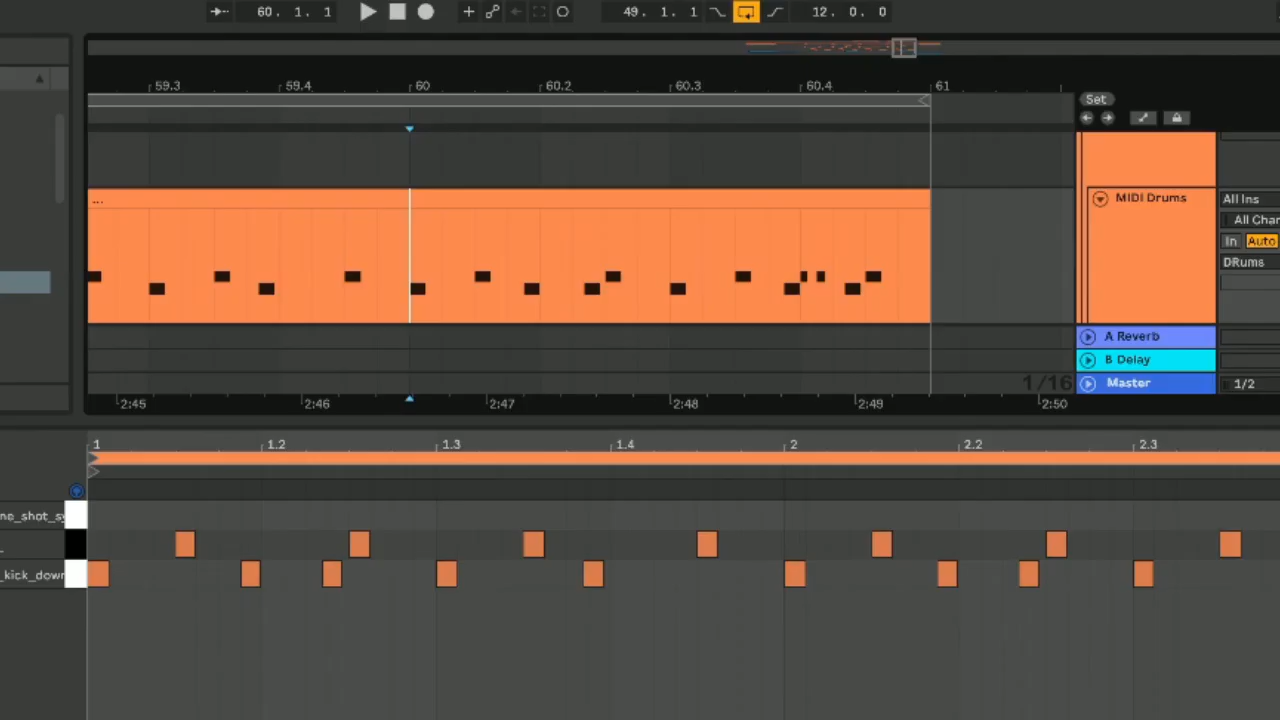 60. 1. 1 49. 1. 1 12. 0. 0
59.3 59.4 60 60.2 60.3 60.4 61
Set
...
MIDI Drums
All Ins
All Char
In Auto
DRums
A Reverb
B Delay
1/16
Master
1/2
2:45 2:46 2:47 2:48 2:49 2:50
1 1.2 1.3 1.4 2 2.2 2.3
ne_shot_sy
_kick_down